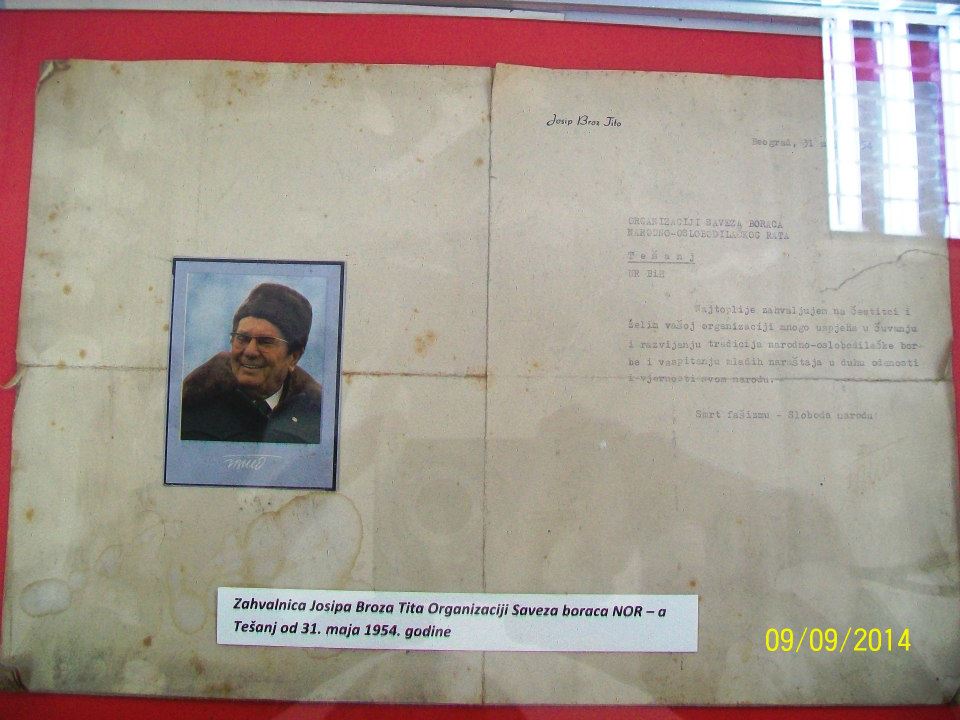 Josip Broz Tito
Beograd, 31
ORGANIZACIJI SAVEZA BORACA
NARODNO-OSLOBODILAČKOG RATA
Tešanj
NR BiH
Najtoplije zahvaljujem na čestitci i
želim vašoj organizaciji mnogo uspjeha u čuvanju
i razvijanju tradicija narodno-oslobodilačke bor-
be i vaspitanju mladih naraštaja u duhu odanosti
i vjernosti svom narodu.
Smrt fašizmu - Sloboda narodu
Zahvalnica Josipa Broza Tita Organizaciji Saveza boraca NOR – a
Tešanj od 31. maja 1954. godine
09/09/2014